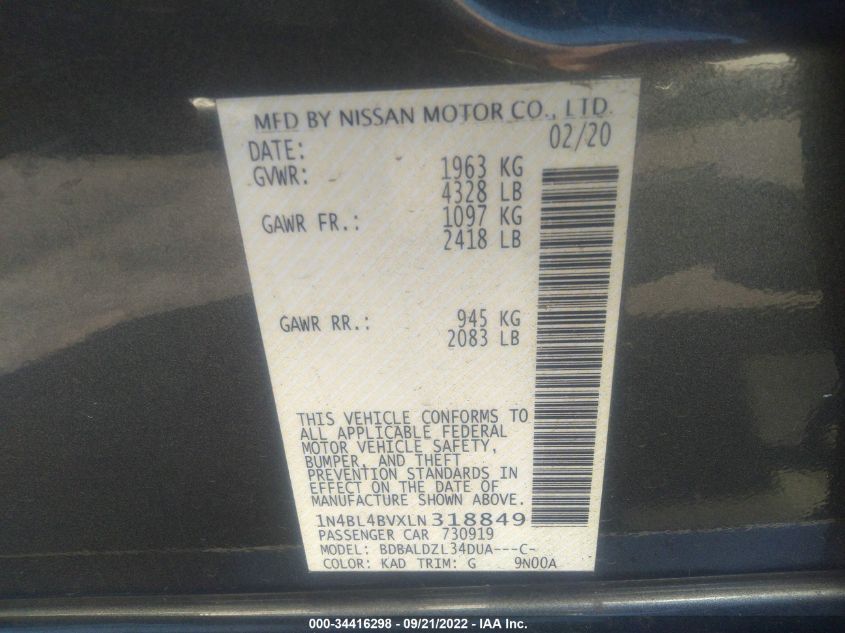 MFD BY NISSAN MOTOR CO., LTD.
DATE: 02/20
GVWR: 1963 KG
4328 LB
GAWR FR.: 1097 KG
2418 LB
GAWR RR.: 945 KG
2083 LB
THIS VEHICLE CONFORMS TO
ALL APPLICABLE FEDERAL
MOTOR VEHICLE SAFETY,
BUMPER, AND THEFT
PREVENTION STANDARDS IN
EFFECT ON THE DATE OF
MANUFACTURE SHOWN ABOVE.
1N4BL4BVXLN318849
PASSENGER CAR 730919
MODEL: BDBALDZL34DUA---C-
COLOR: KAD TRIM: G 9N00A
000-34416298 - 09/21/2022 - IAA Inc.